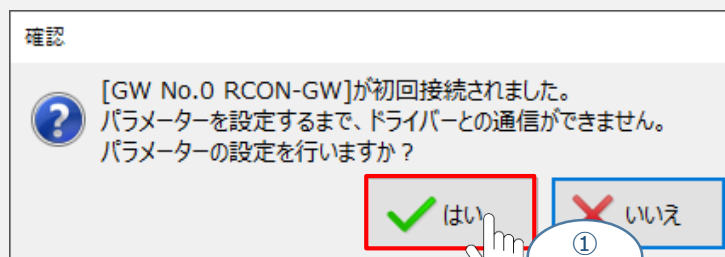 確認
[GW No.0 RCON-GW]が初回接続されました。
パラメーターを設定するまで、ドライバーとの通信ができません。
パラメーターの設定を行いますか？
はい
いいえ
①